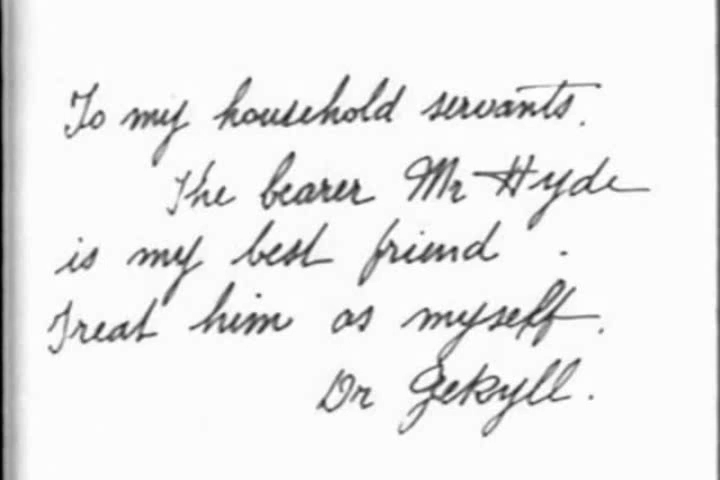 To my household servants.
The bearer Mr Hyde
is my best friend.
Treat him as myself.
Dr Jekyll.